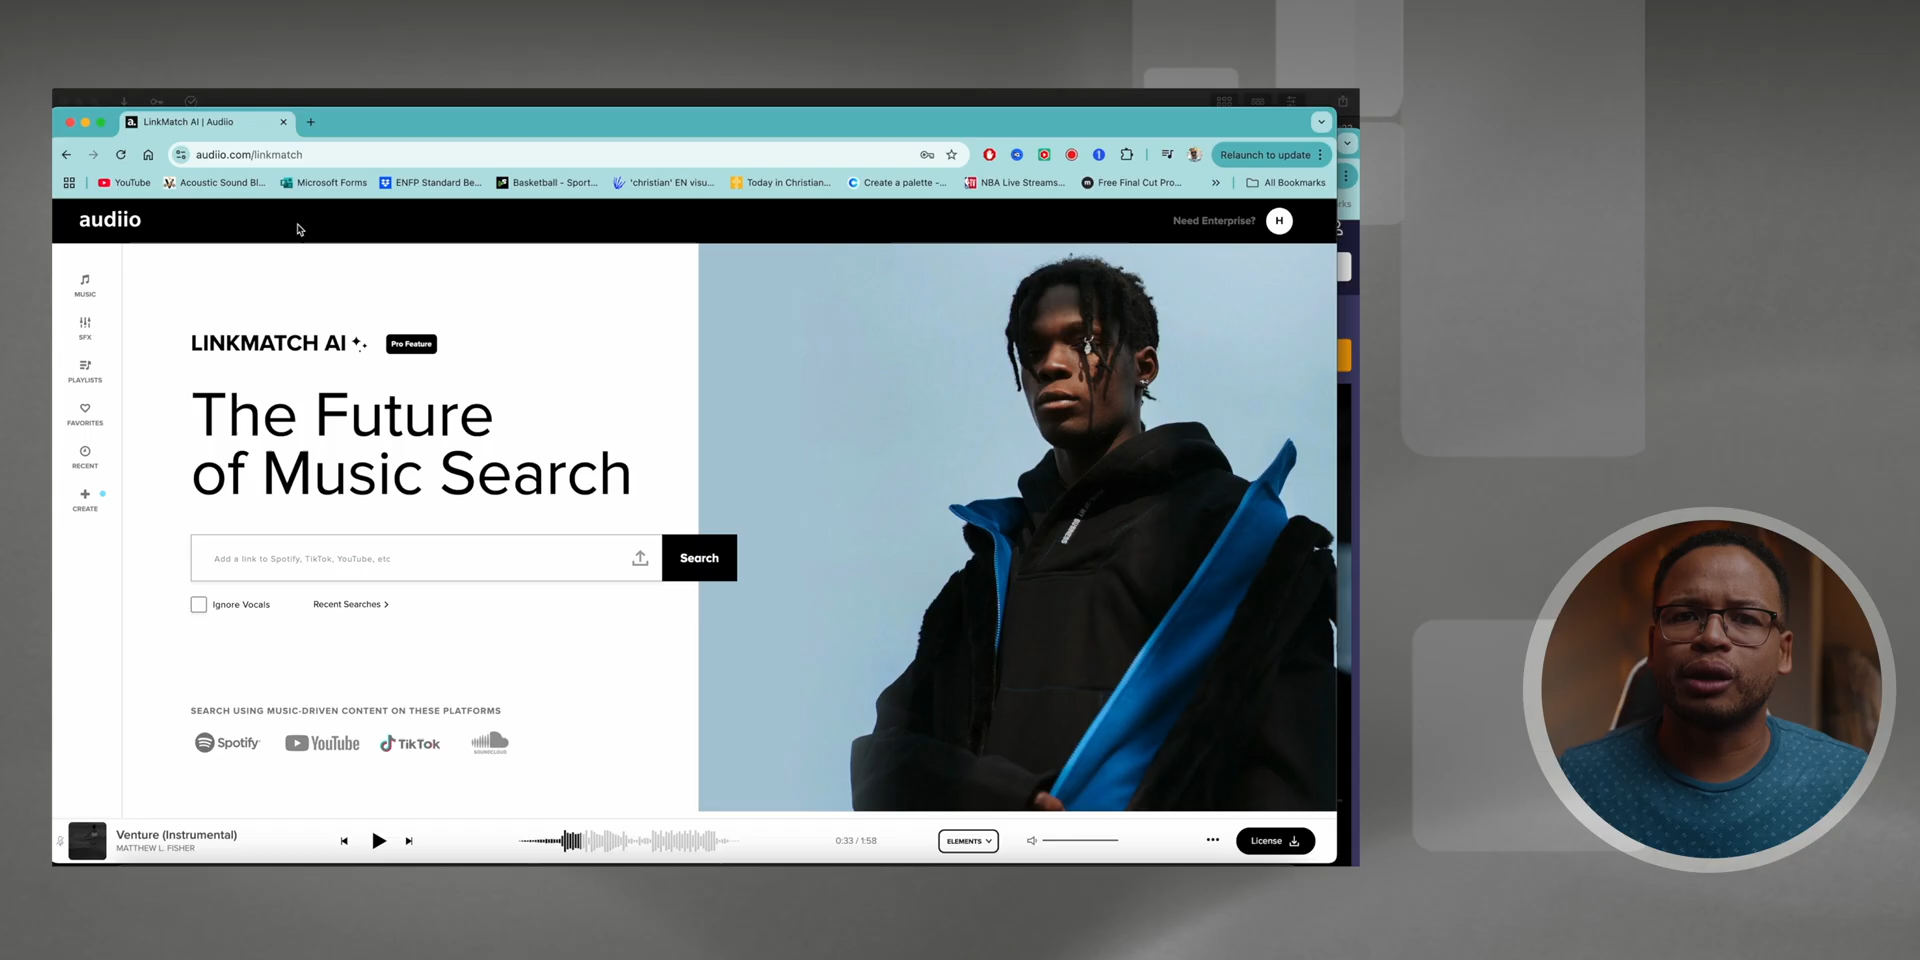 LinkMatch AI | Audiio
audiio.com/linkmatch
Relaunch to update
YouTube
Acoustic Sound Bl...
Microsoft Forms
ENFP Standard Be...
Basketball - Sport...
'christian' EN visu...
Today in Christian...
Create a palette -...
NBA Live Streams...
Free Final Cut Pro...
All Bookmarks
audiio
Need Enterprise?
H
MUSIC
SFX
PLAYLISTS
FAVORITES
RECENT
CREATE
LINKMATCH AI
Pro Feature
The Future
of Music Search
Add a link to Spotify, TikTok, YouTube, etc
Search
Ignore Vocals
Recent Searches >
SEARCH USING MUSIC-DRIVEN CONTENT ON THESE PLATFORMS
Spotify
YouTube
TikTok
SOUNDCLOUD
Venture (Instrumental)
MATTHEW L. FISHER
0:33 / 1:58
ELEMENTS
License